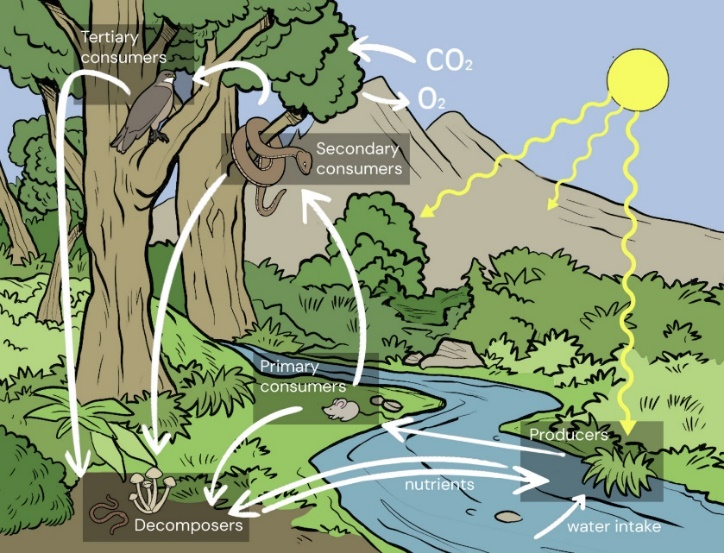 Tertiary
consumers
CO₂
O₂
Secondary
consumers
Primary
consumers
Producers
nutrients
Decomposers
water intake